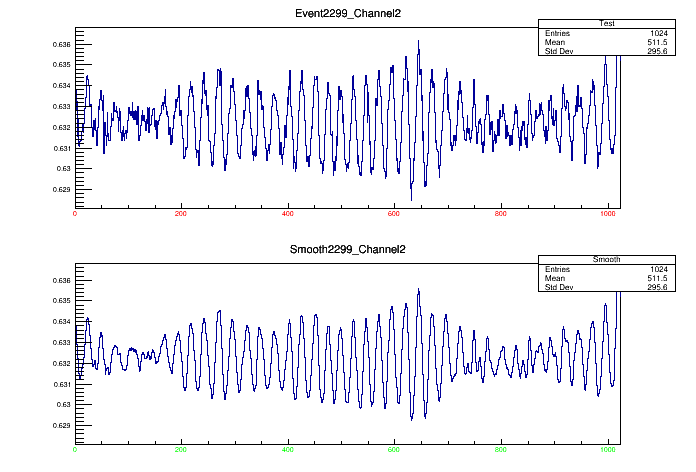 Event2299_Channel2
Test
Entries 1024
Mean 511.5
Std Dev 295.6
0.636
0.635
0.634
0.633
0.632
0.631
0.63
0.629
0 200 400 600 800 1000
Smooth2299_Channel2
Smooth
Entries 1024
Mean 511.5
Std Dev 295.6
0.636
0.635
0.634
0.633
0.632
0.631
0.63
0.629
0 200 400 600 800 1000